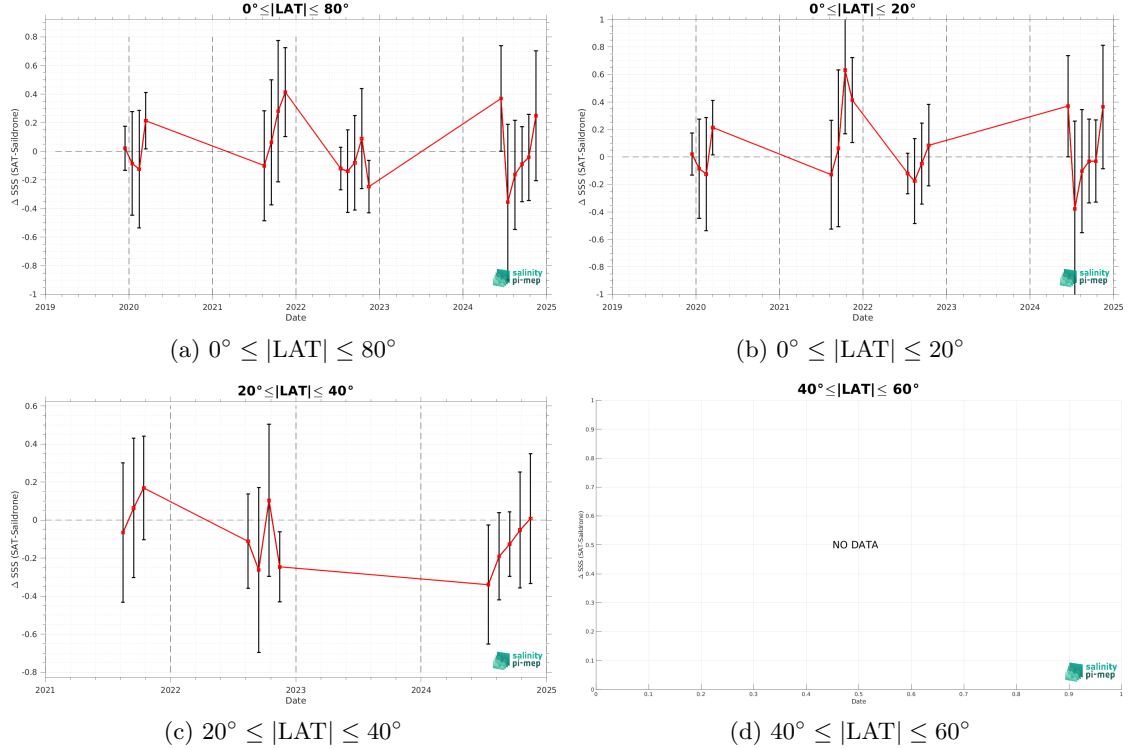 0°≤|LAT|≤ 80°
Δ SSS (SAT-Saildrone)
0.8
0.6
0.4
0.2
0
-0.2
-0.4
-0.6
-0.8
-1
2019
2020
2021
2022
2023
2024
2025
Date
salinity
pi-mep
(a) 0° ≤ |LAT| ≤ 80°
0°≤|LAT|≤ 20°
Δ SSS (SAT-Saildrone)
1
0.8
0.6
0.4
0.2
0
-0.2
-0.4
-0.6
-0.8
-1
2019
2020
2021
2022
2023
2024
2025
Date
salinity
pi-mep
(b) 0° ≤ |LAT| ≤ 20°
20°≤|LAT|≤ 40°
Δ SSS (SAT-Saildrone)
0.6
0.4
0.2
0
-0.2
-0.4
-0.6
-0.8
2021
2022
2023
2024
2025
Date
salinity
pi-mep
(c) 20° ≤ |LAT| ≤ 40°
40°≤|LAT|≤ 60°
Δ SSS (SAT-Saildrone)
1
0.9
0.8
0.7
0.6
0.5
0.4
0.3
0.2
0.1
0
NO DATA
0
0.1
0.2
0.3
0.4
0.5
0.6
0.7
0.8
0.9
1
Date
salinity
pi-mep
(d) 40° ≤ |LAT| ≤ 60°